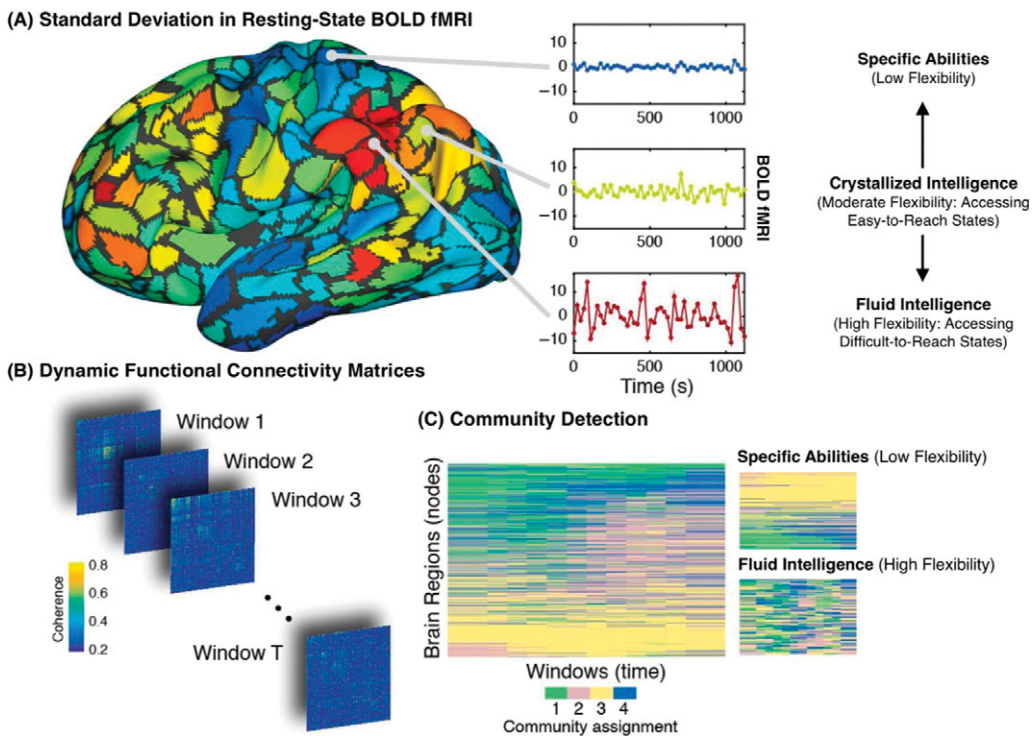 (A) Standard Deviation in Resting-State BOLD fMRI
10
0
−10
0
500
1000
10
0
−10
0
500
1000
10
0
−10
0
500
1000
Time (s)
BOLD fMRI
Specific Abilities
(Low Flexibility)
Crystallized Intelligence
(Moderate Flexibility: Accessing
Easy-to-Reach States)
Fluid Intelligence
(High Flexibility: Accessing
Difficult-to-Reach States)
(B) Dynamic Functional Connectivity Matrices
Window 1
Window 2
Window 3
Window T
Coherence
0.8
0.6
0.4
0.2
(C) Community Detection
Brain Regions (nodes)
Windows (time)
1 2 3 4
Community assignment
Specific Abilities (Low Flexibility)
Fluid Intelligence (High Flexibility)